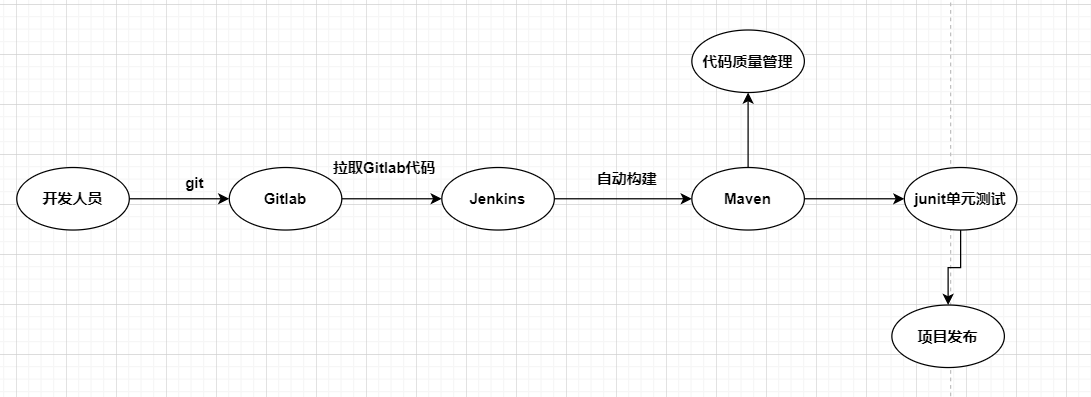 代码质量管理
开发人员
git
Gitlab
拉取Gitlab代码
Jenkins
自动构建
Maven
junit单元测试
项目发布